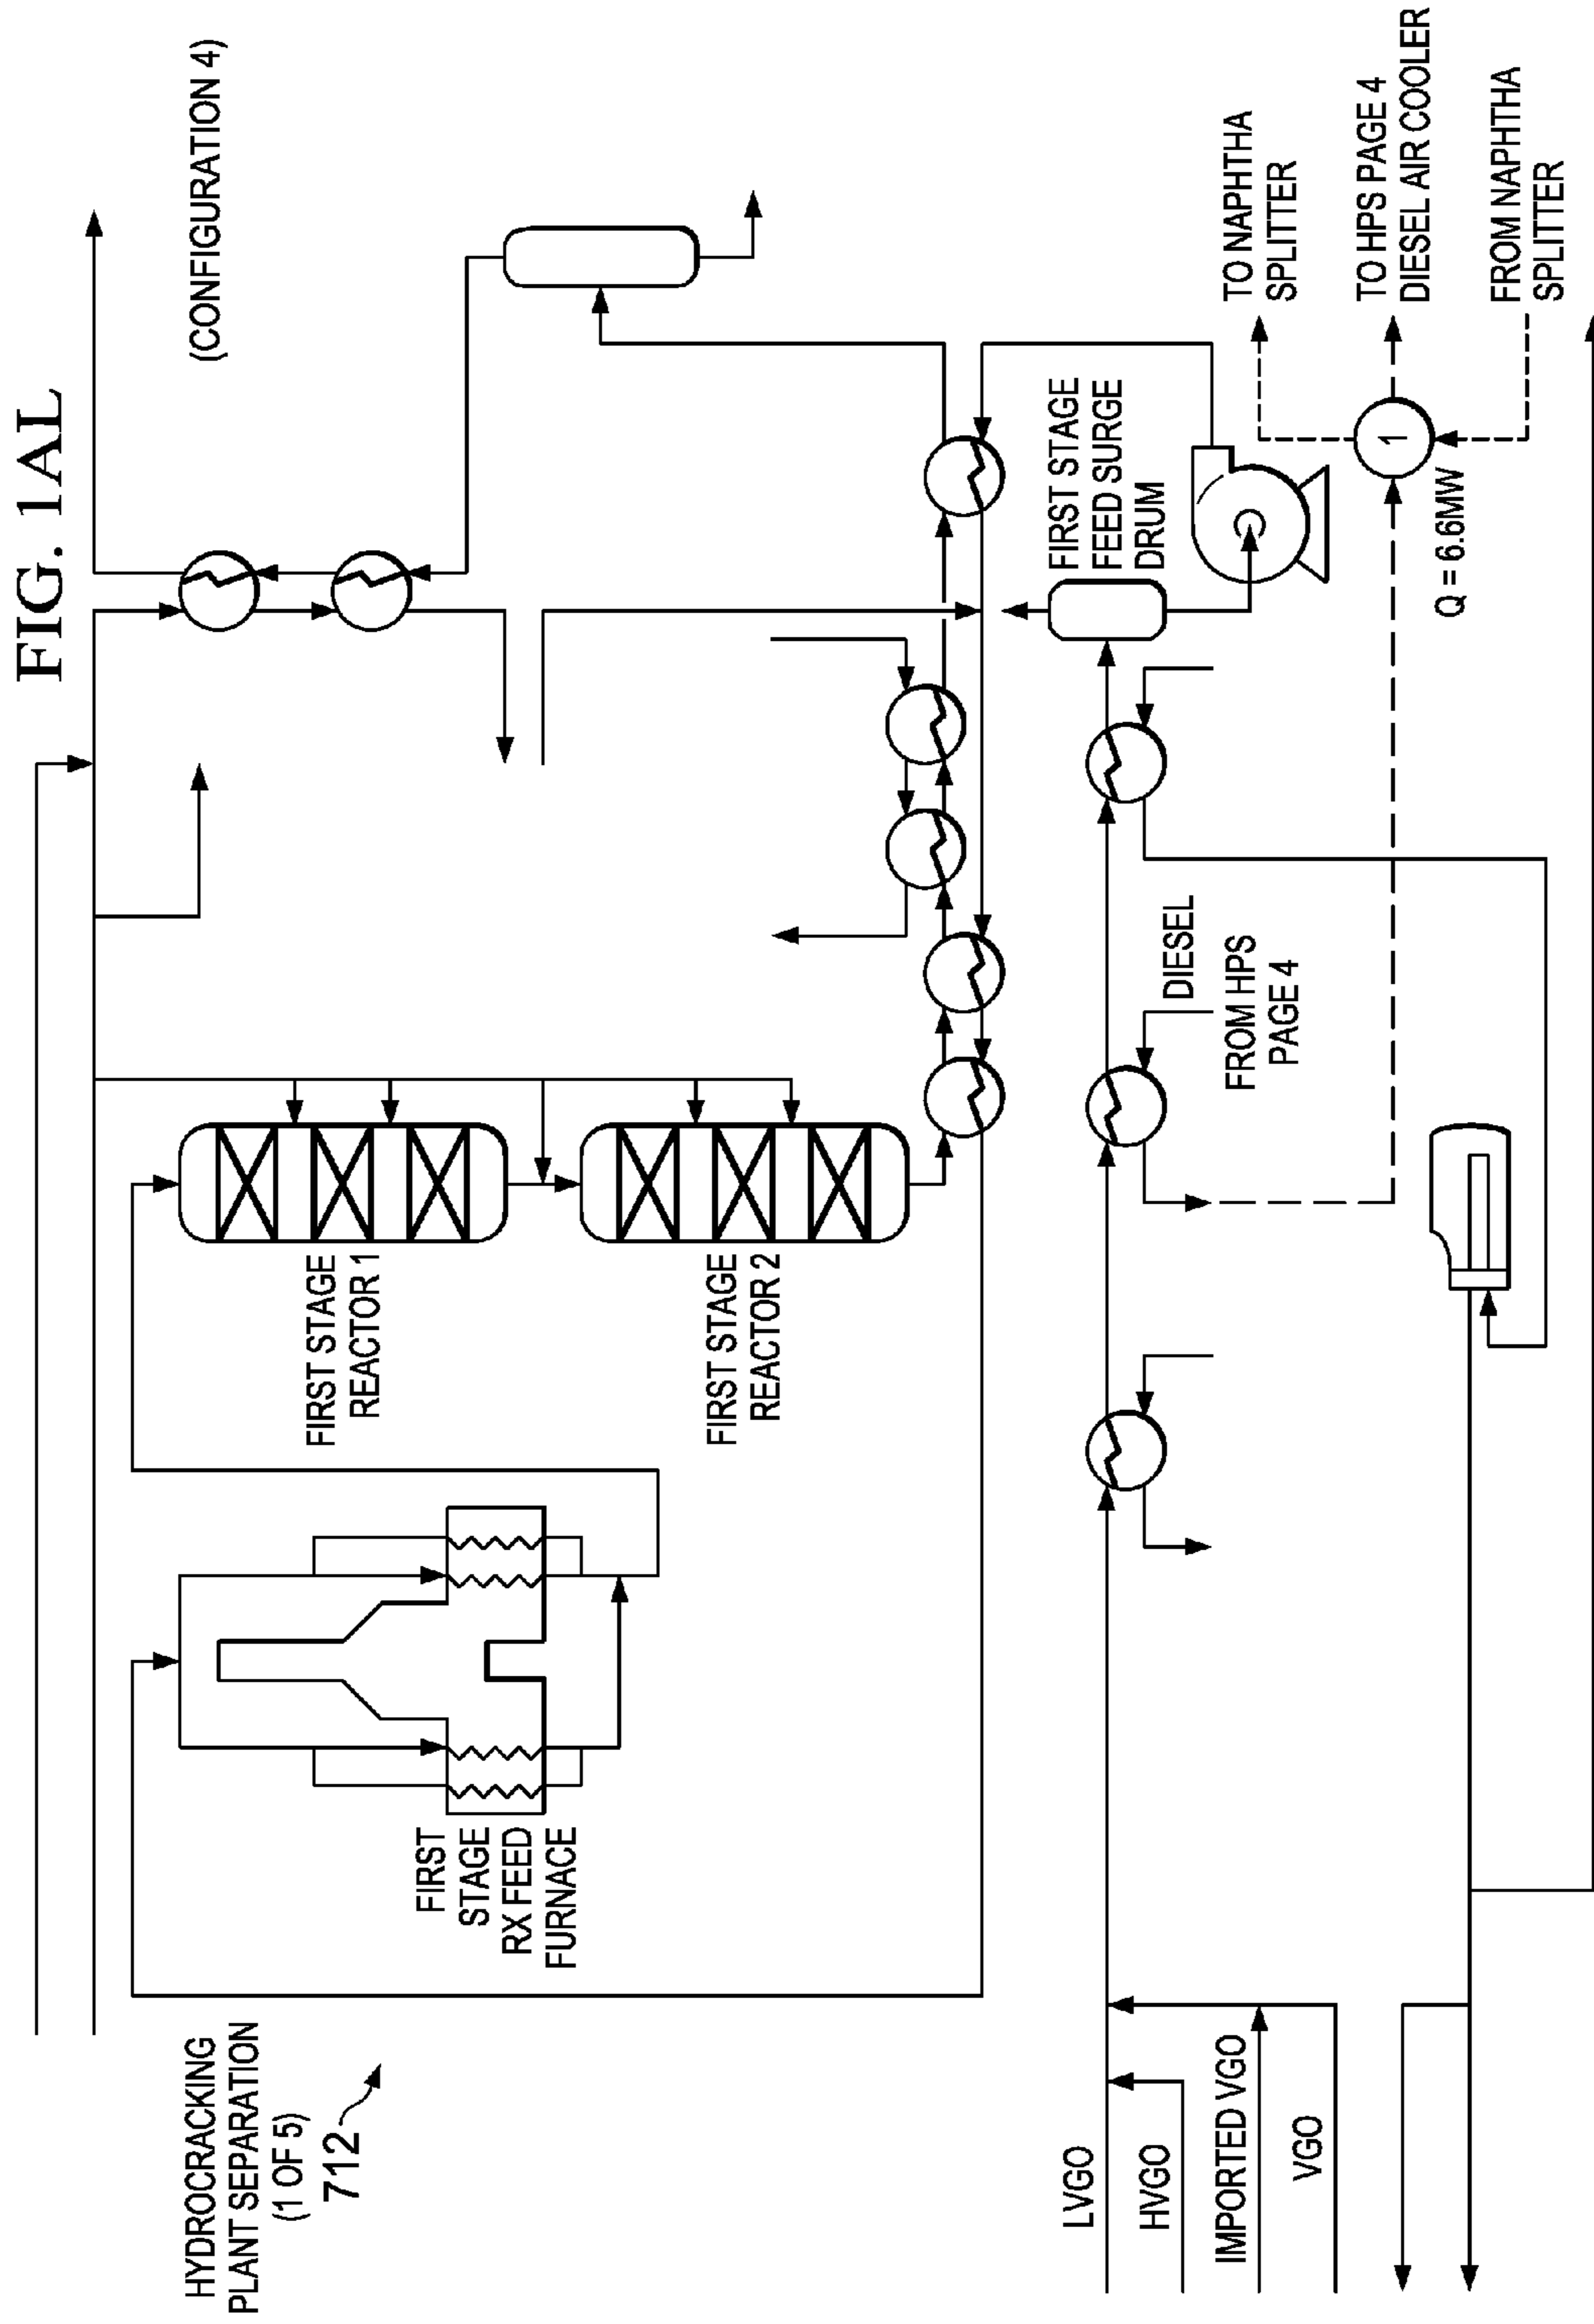 FIG. 1AL
(CONFIGURATION 4)
HYDROCRACKING
PLANT SEPARATION
(1 OF 5)
712
FIRST
STAGE
RX FEED
FURNACE
FIRST STAGE
REACTOR 1
FIRST STAGE
REACTOR 2
FIRST STAGE
FEED SURGE
DRUM
TO NAPHTHA
SPLITTER
TO HPS PAGE 4
DIESEL AIR COOLER
FROM NAPHTHA
SPLITTER
1
Q = 6.6MW
DIESEL
FROM HPS
PAGE 4
LVGO
HVGO
IMPORTED VGO
VGO